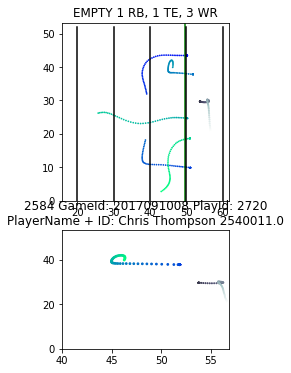 EMPTY 1 RB, 1 TE, 3 WR
50
40
30
20
10
0
20 30 40 50 60
2584 GameId: 2017091008 PlayId: 2720
PlayerName + ID: Chris Thompson 2540011.0
40
20
0
40 45 50 55